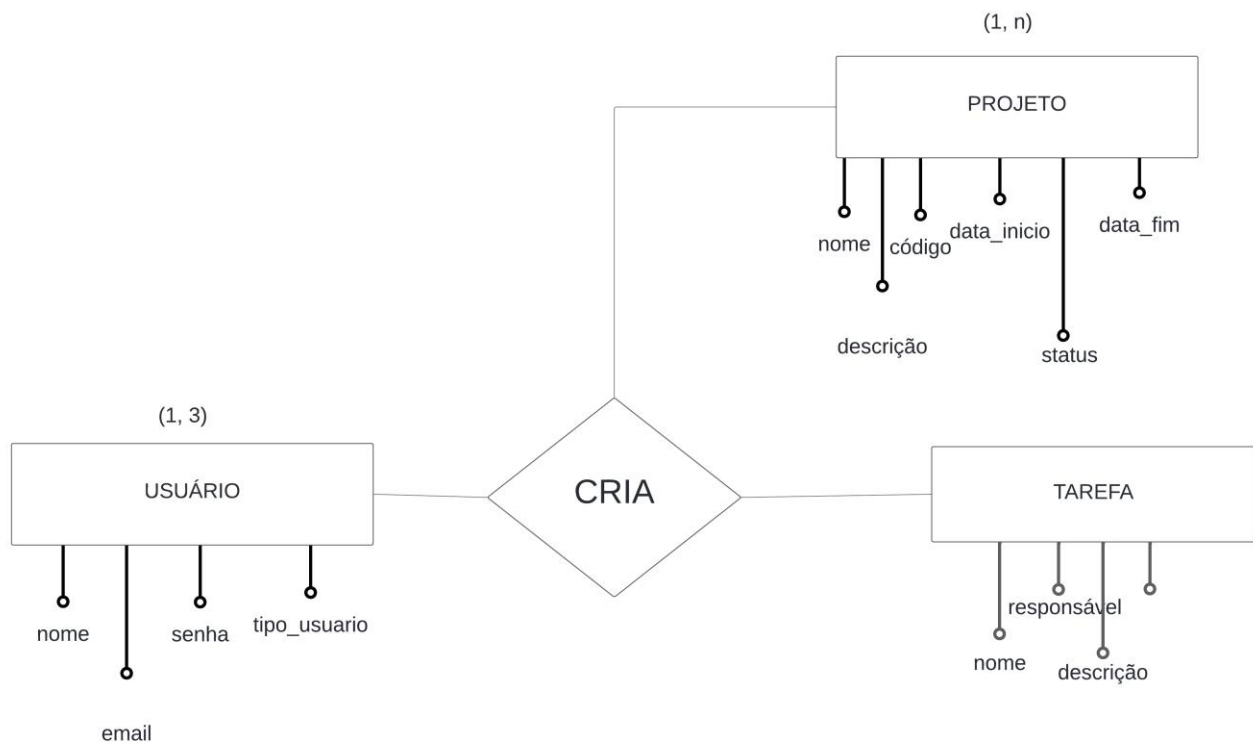 (1, n)
PROJETO
nome
código
data_inicio
data_fim
descrição
status
(1, 3)
USUÁRIO
CRIA
TAREFA
nome
senha
tipo_usuario
email
responsável
nome
descrição